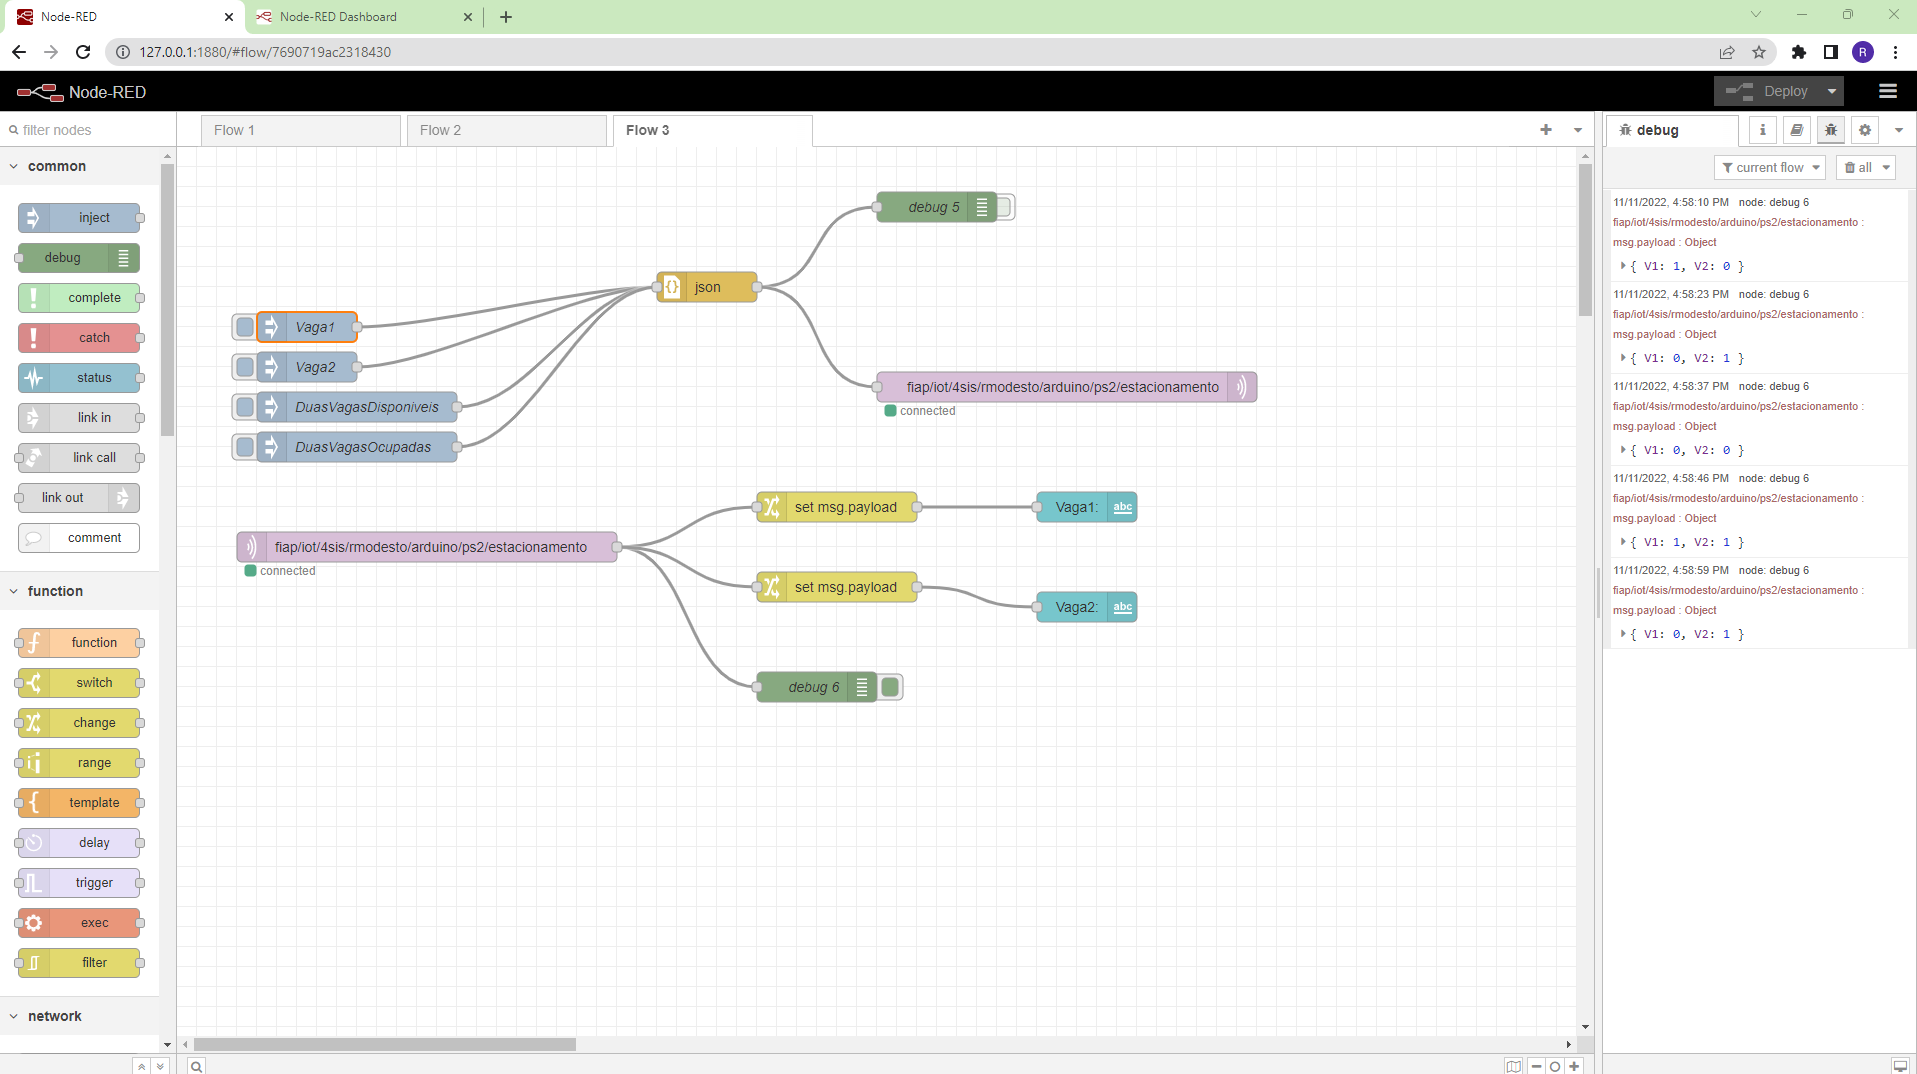 Node-RED
Node-RED Dashboard
127.0.0.1:1880/#flow/7690719ac2318430
R
Node-RED
Deploy
filter nodes
common
inject
debug
complete
catch
status
link in
link call
link out
comment
function
function
switch
change
range
template
delay
trigger
exec
filter
network
Flow 1
Flow 2
Flow 3
debug 5
json
Vaga1
Vaga2
DuasVagasDisponiveis
DuasVagasOcupadas
fiap/iot/4sis/rmodesto/arduino/ps2/estacionamento
connected
fiap/iot/4sis/rmodesto/arduino/ps2/estacionamento
connected
set msg.payload
Vaga1:
abc
set msg.payload
Vaga2:
abc
debug 6
debug
i
current flow
all
11/11/2022, 4:58:10 PM node: debug 6
fiap/iot/4sis/rmodesto/arduino/ps2/estacionamento :
msg.payload : Object
{ V1: 1, V2: 0 }
11/11/2022, 4:58:23 PM node: debug 6
fiap/iot/4sis/rmodesto/arduino/ps2/estacionamento :
msg.payload : Object
{ V1: 0, V2: 1 }
11/11/2022, 4:58:37 PM node: debug 6
fiap/iot/4sis/rmodesto/arduino/ps2/estacionamento :
msg.payload : Object
{ V1: 0, V2: 0 }
11/11/2022, 4:58:46 PM node: debug 6
fiap/iot/4sis/rmodesto/arduino/ps2/estacionamento :
msg.payload : Object
{ V1: 1, V2: 1 }
11/11/2022, 4:58:59 PM node: debug 6
fiap/iot/4sis/rmodesto/arduino/ps2/estacionamento :
msg.payload : Object
{ V1: 0, V2: 1 }